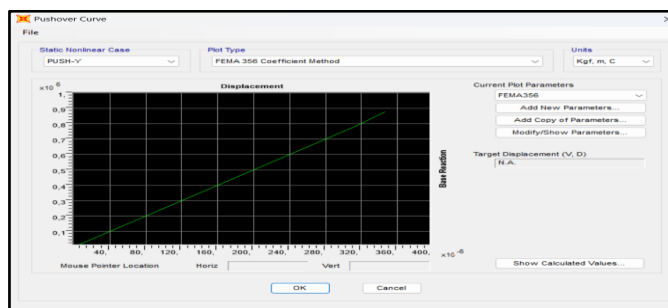 Pushover Curve
File
Static Nonlinear Case
PUSH-Y
Plot Type
FEMA 356 Coefficient Method
Units
Kgf, m, C
Displacement
x10 6
1,
0,9
0,8
0,7
0,6
0,5
0,4
0,3
0,2
0,1
40, 80, 120, 160, 200, 240, 280, 320, 360, 400,
x10 -6
Base Reaction
Current Plot Parameters
FEMA356
Add New Parameters...
Add Copy of Parameters...
Modify/Show Parameters...
Target Displacement (V, D)
N.A.
Mouse Pointer Location
Horiz
Vert
Show Calculated Values...
OK
Cancel